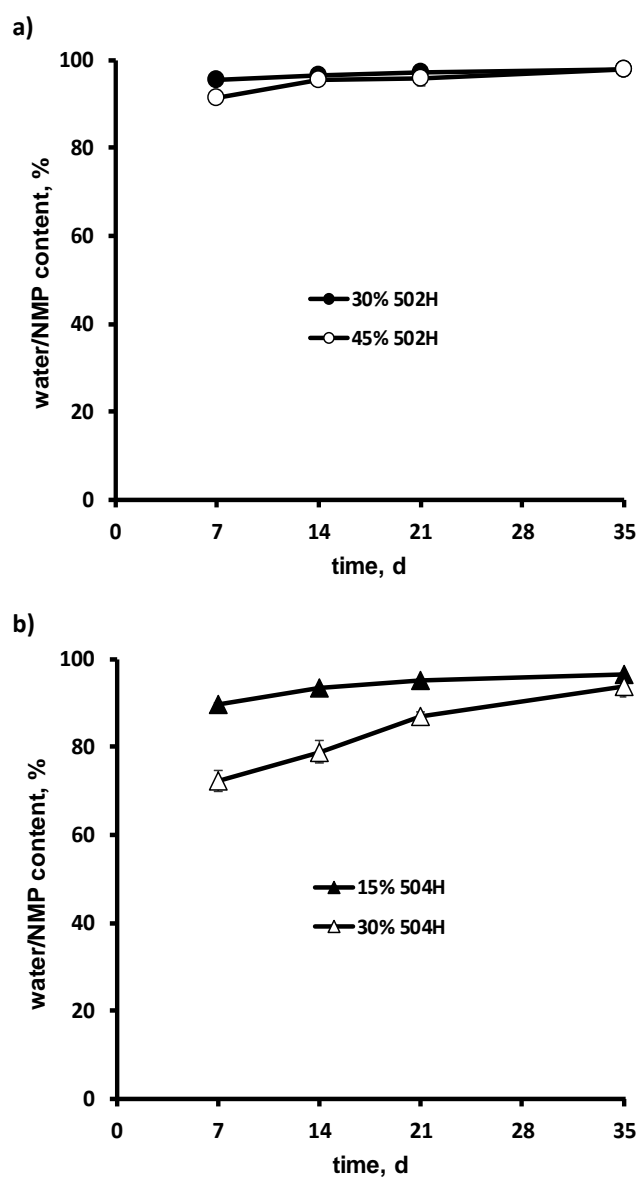 a)
100
80
60
40
20
0
water/NMP content, %
30% 502H
45% 502H
0 7 14 21 28 35
time, d
b)
100
80
60
40
20
0
water/NMP content, %
15% 504H
30% 504H
0 7 14 21 28 35
time, d